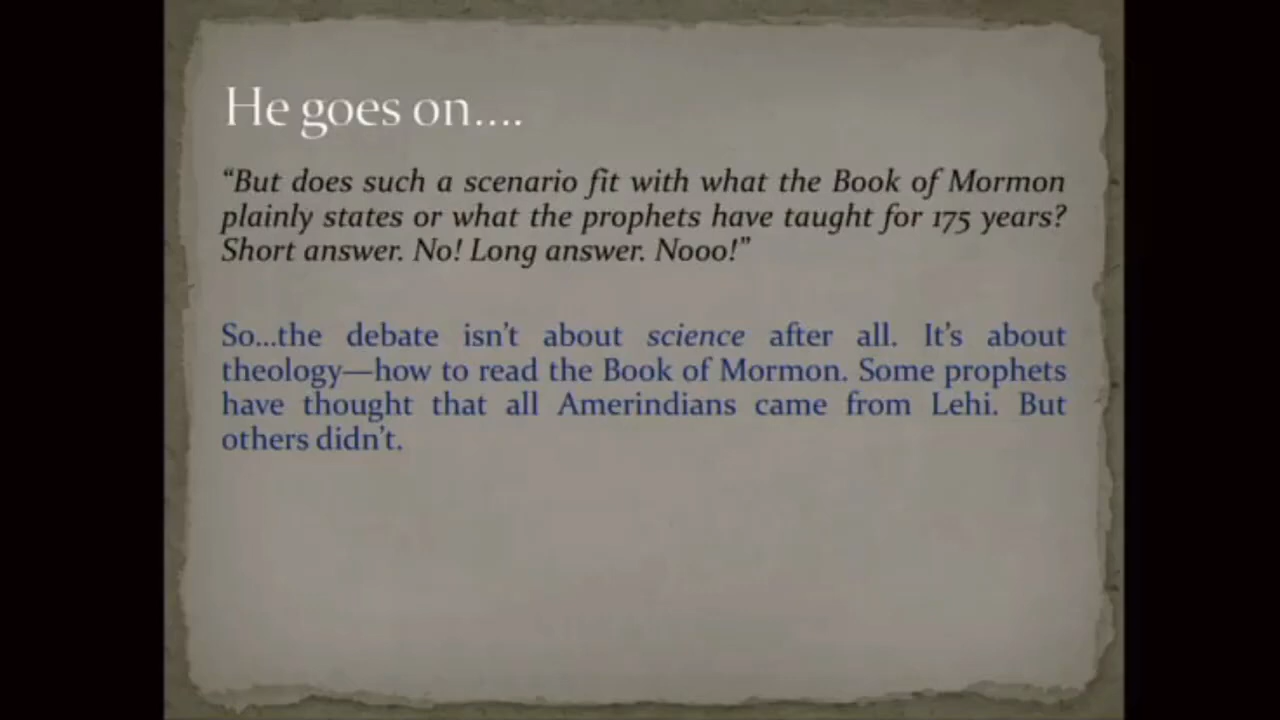 He goes on....
“But does such a scenario fit with what the Book of Mormon
plainly states or what the prophets have taught for 175 years?
Short answer. No! Long answer. Nooo!”
So…the debate isn’t about science after all. It’s about
theology—how to read the Book of Mormon. Some prophets
have thought that all Amerindians came from Lehi. But
others didn’t.